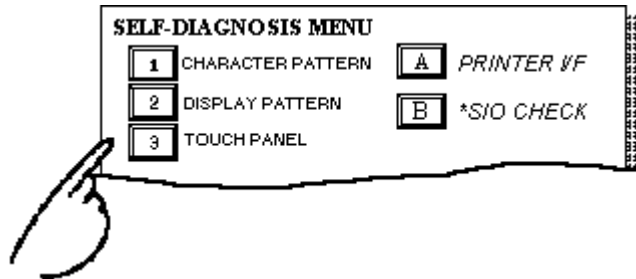 SELF-DIAGNOSIS MENU
1 CHARACTER PATTERN
2 DISPLAY PATTERN
3 TOUCH PANEL
A PRINTER I/F
B *SIO CHECK